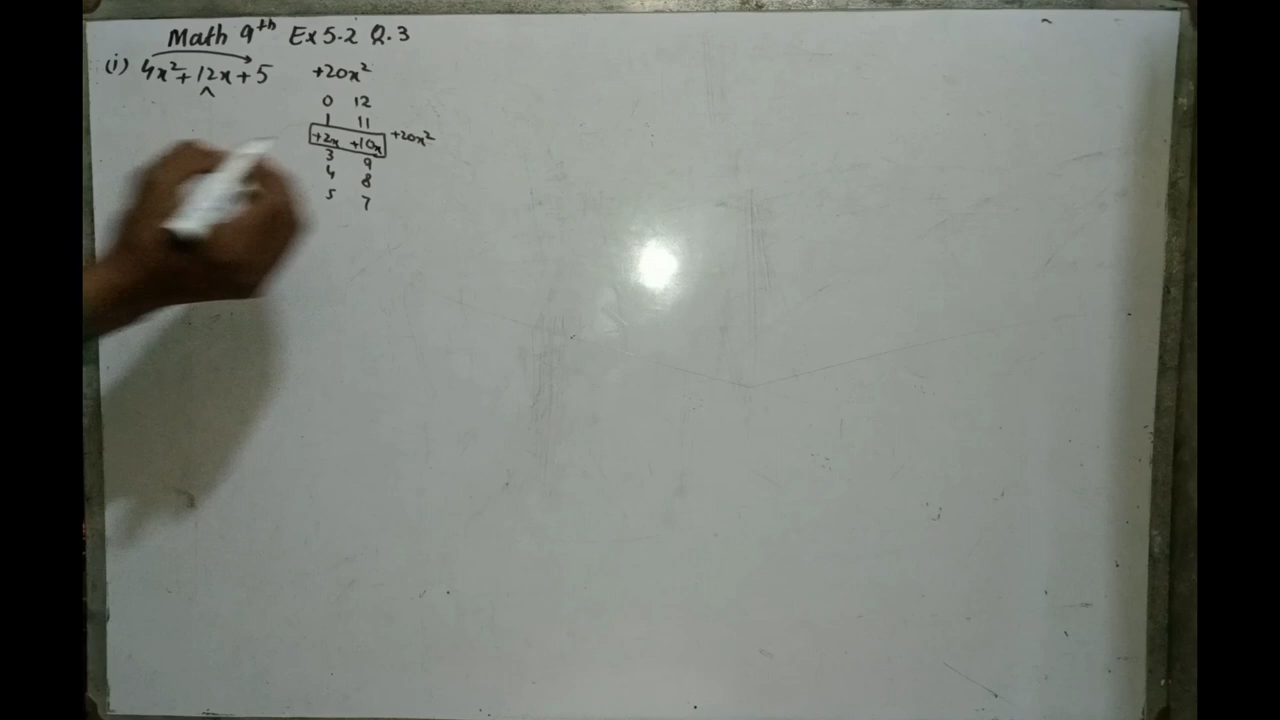 Math 9th Ex 5.2 Q.3
(i) 4x²+12x+5 +20x²
^
0 12
1 11
+2x +10x +20x²
3 9
4 8
5 7